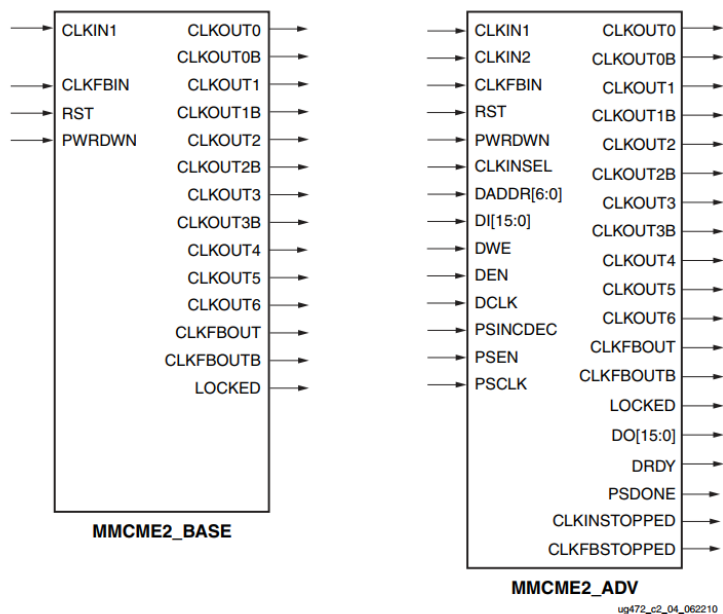 CLKIN1
CLKFBIN
RST
PWRDWN
CLKOUT0
CLKOUT0B
CLKOUT1
CLKOUT1B
CLKOUT2
CLKOUT2B
CLKOUT3
CLKOUT3B
CLKOUT4
CLKOUT5
CLKOUT6
CLKFBOUT
CLKFBOUTB
LOCKED
MMCME2_BASE
CLKIN1
CLKIN2
CLKFBIN
RST
PWRDWN
CLKINSEL
DADDR[6:0]
DI[15:0]
DWE
DEN
DCLK
PSINCDEC
PSEN
PSCLK
CLKOUT0
CLKOUT0B
CLKOUT1
CLKOUT1B
CLKOUT2
CLKOUT2B
CLKOUT3
CLKOUT3B
CLKOUT4
CLKOUT5
CLKOUT6
CLKFBOUT
CLKFBOUTB
LOCKED
DO[15:0]
DRDY
PSDONE
CLKINSTOPPED
CLKFBSTOPPED
MMCME2_ADV
ug472_c2_04_062210